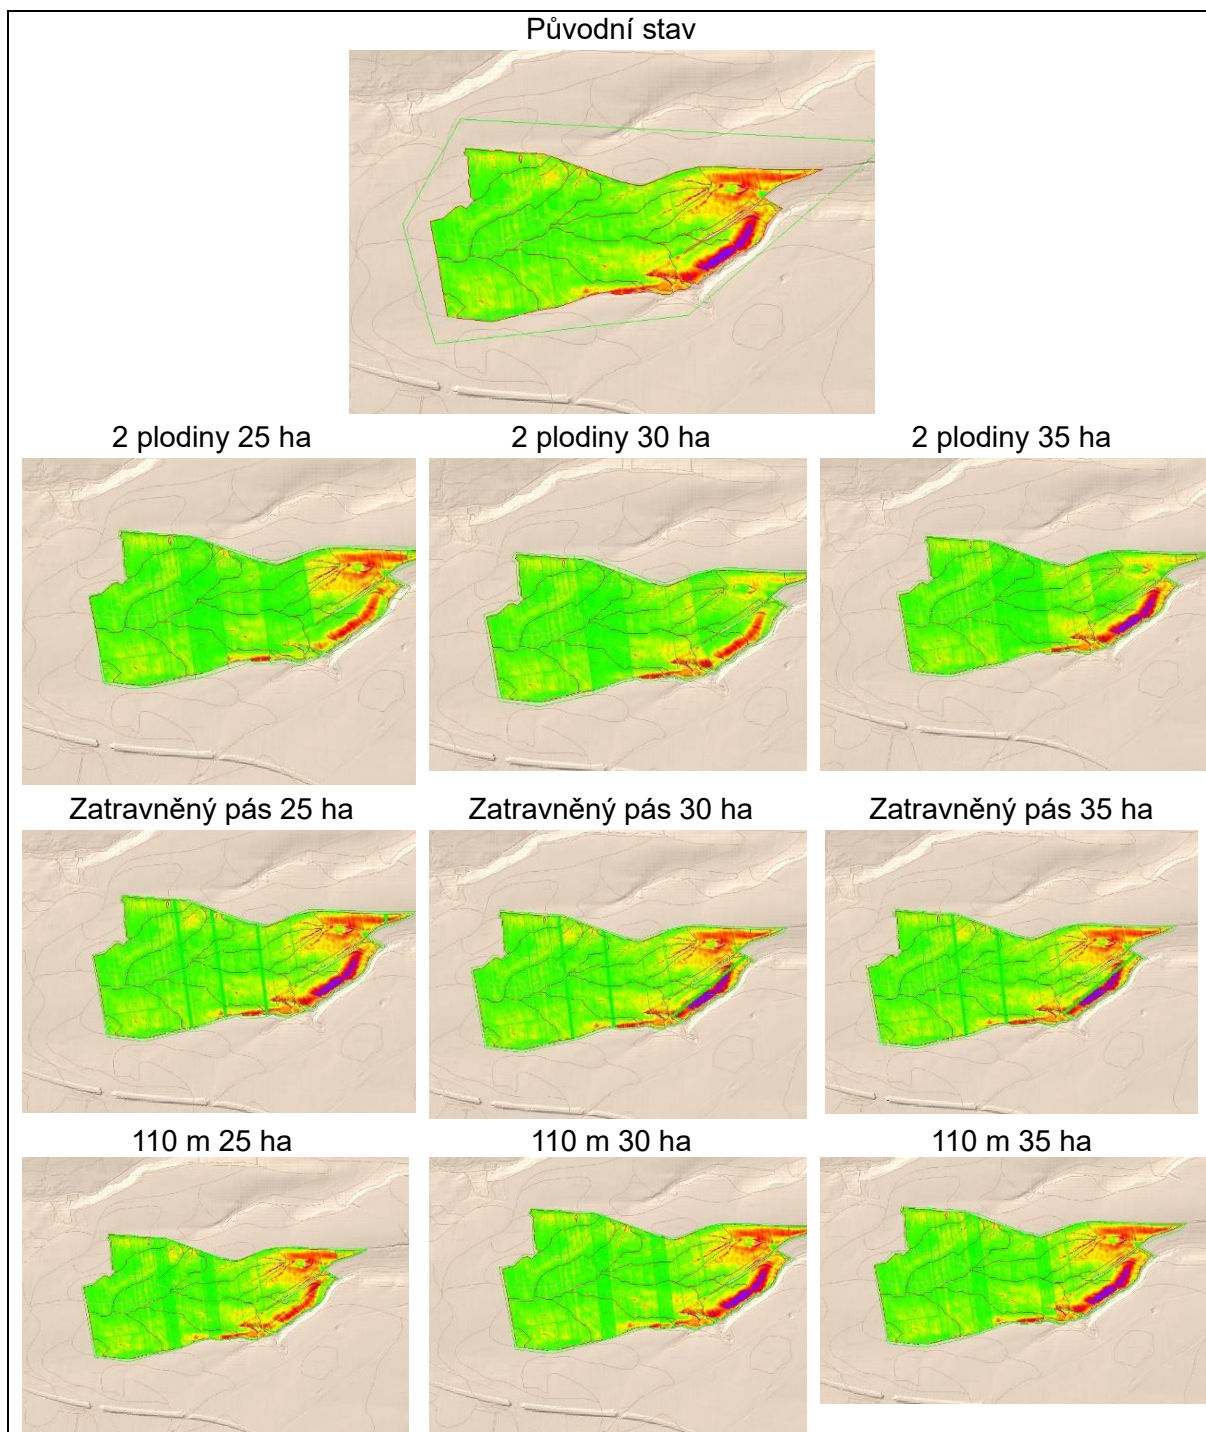 Původní stav
2 plodiny 25 ha
2 plodiny 30 ha
2 plodiny 35 ha
Zatravněný pás 25 ha
Zatravněný pás 30 ha
Zatravněný pás 35 ha
110 m 25 ha
110 m 30 ha
110 m 35 ha